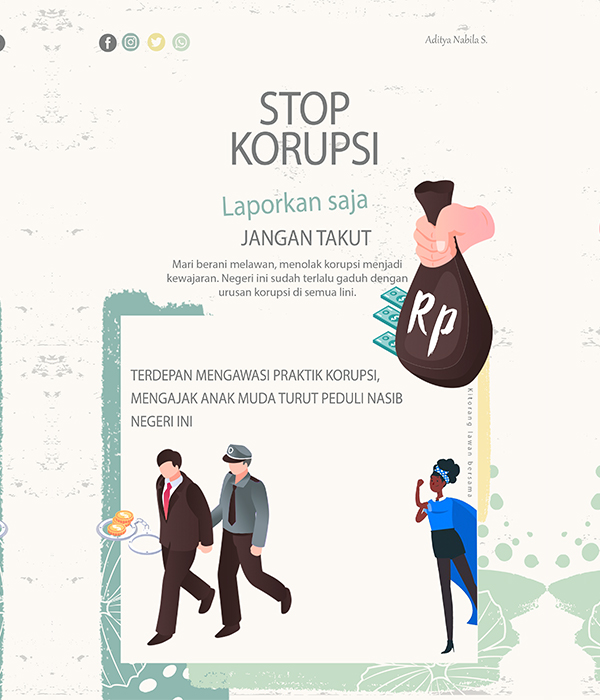 Aditya Nabila S.
STOP
KORUPSI
Laporkan saja
JANGAN TAKUT
Mari berani melawan, menolak korupsi menjadi
kewajaran. Negeri ini sudah terlalu gaduh dengan
urusan korupsi di semua lini.
Rp
TERDEPAN MENGAWASI PRAKTIK KORUPSI,
MENGAJAK ANAK MUDA TURUT PEDULI NASIB
NEGERI INI
Kitorang lawan bersama